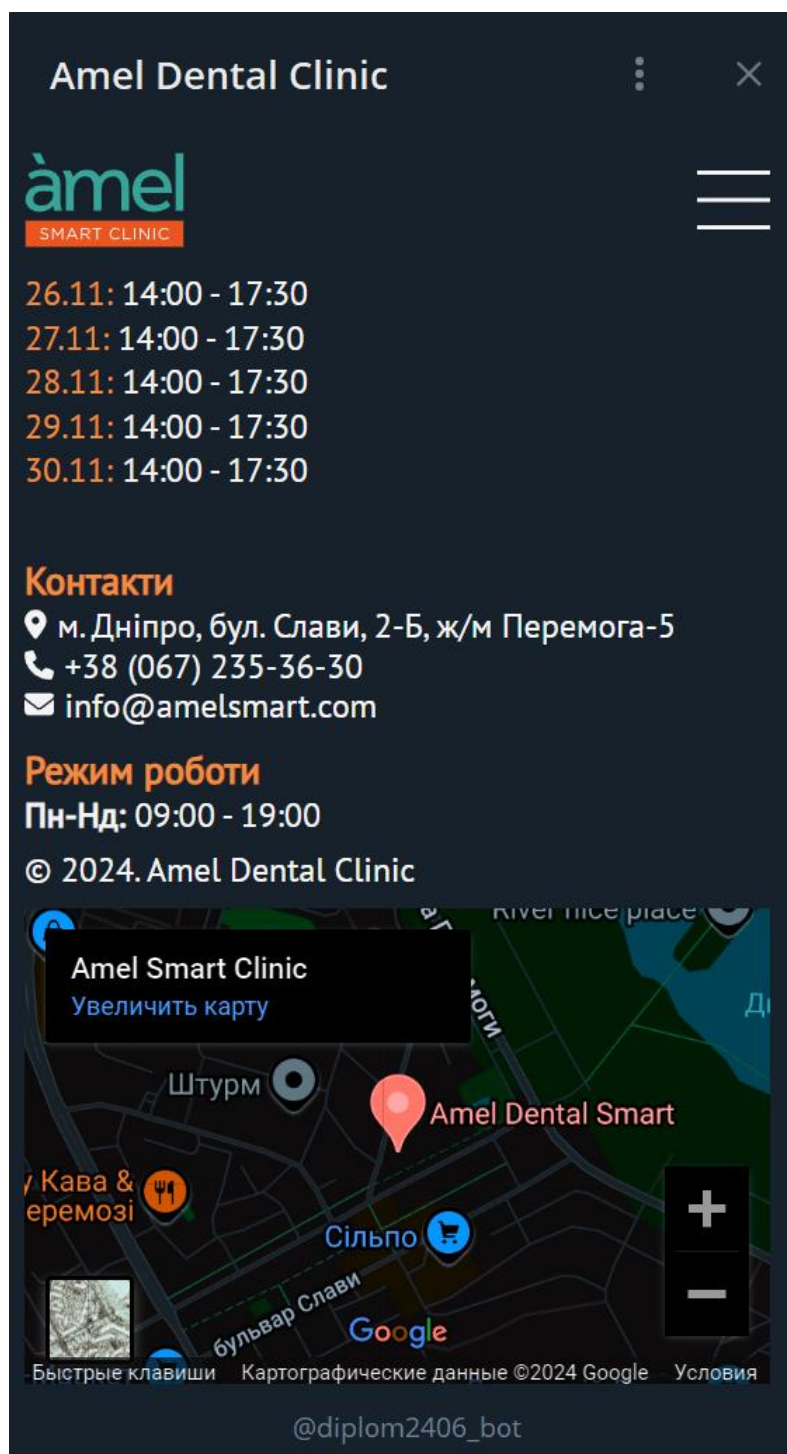 Amel Dental Clinic
àmel
SMART CLINIC
26.11: 14:00 - 17:30
27.11: 14:00 - 17:30
28.11: 14:00 - 17:30
29.11: 14:00 - 17:30
30.11: 14:00 - 17:30
Контакти
м. Дніпро, бул. Слави, 2-Б, ж/м Перемога-5
+38 (067) 235-36-30
info@amelsmart.com
Режим роботи
Пн-Нд: 09:00 - 19:00
© 2024. Amel Dental Clinic
River nice place
Amel Smart Clinic
Увеличить карту
Штурм
Amel Dental Smart
Кава &
Сільпо
бульвар Слави
Google
Быстрые клавиши Картографические данные ©2024 Google Условия
@diplom2406_bot